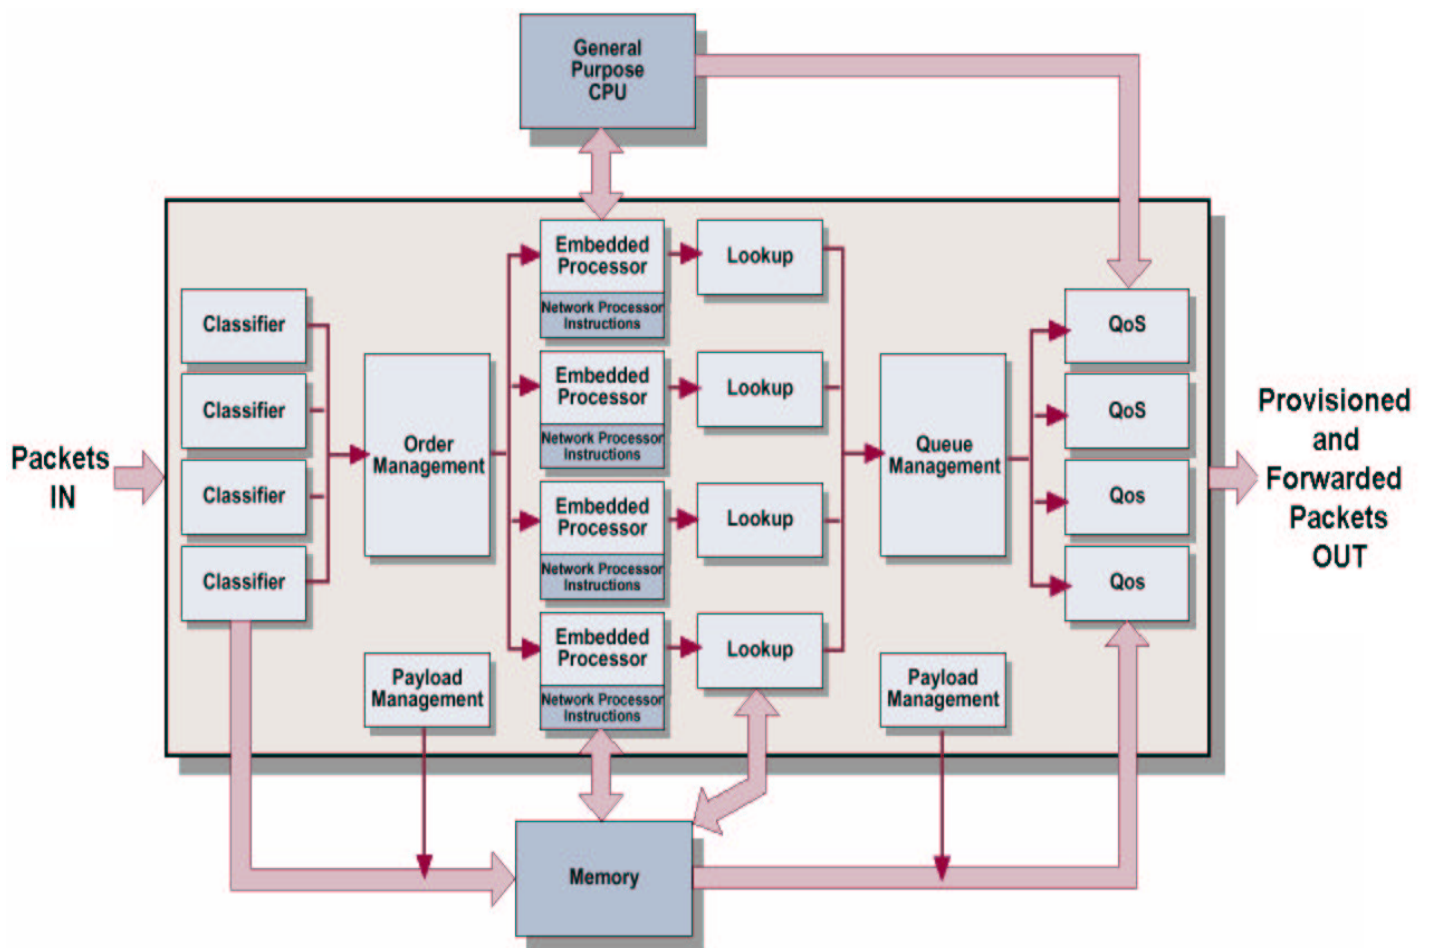 General
Purpose
CPU
Packets
IN
Classifier
Classifier
Classifier
Classifier
Order
Management
Payload
Management
Embedded
Processor
Network Processor
Instructions
Embedded
Processor
Network Processor
Instructions
Embedded
Processor
Network Processor
Instructions
Embedded
Processor
Network Processor
Instructions
Lookup
Lookup
Lookup
Lookup
Queue
Management
Payload
Management
QoS
QoS
Qos
Qos
Provisioned
and
Forwarded
Packets
OUT
Memory